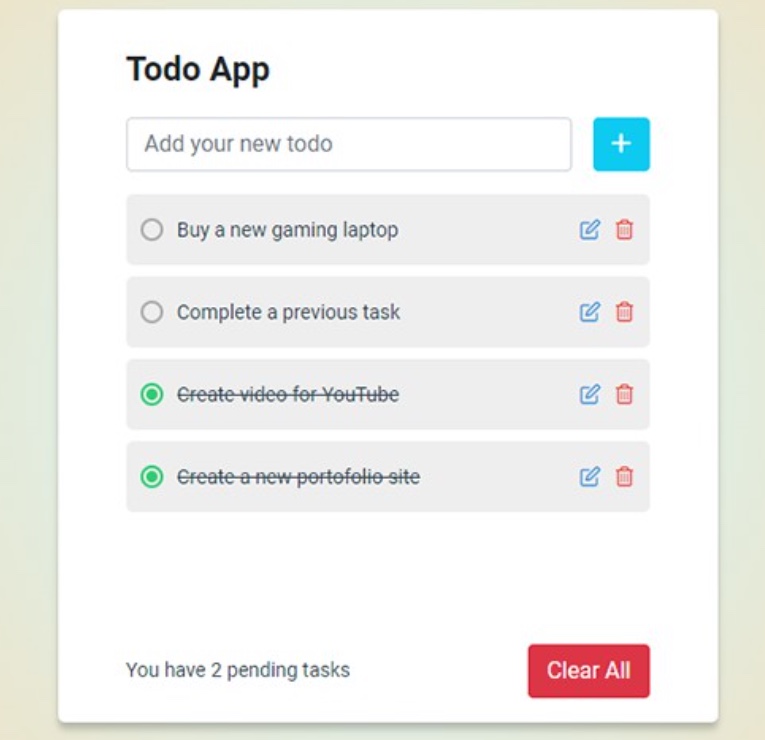 Todo App
Add your new todo
+
Buy a new gaming laptop
Complete a previous task
Create video for YouTube
Create a new portofolio site
You have 2 pending tasks
Clear All